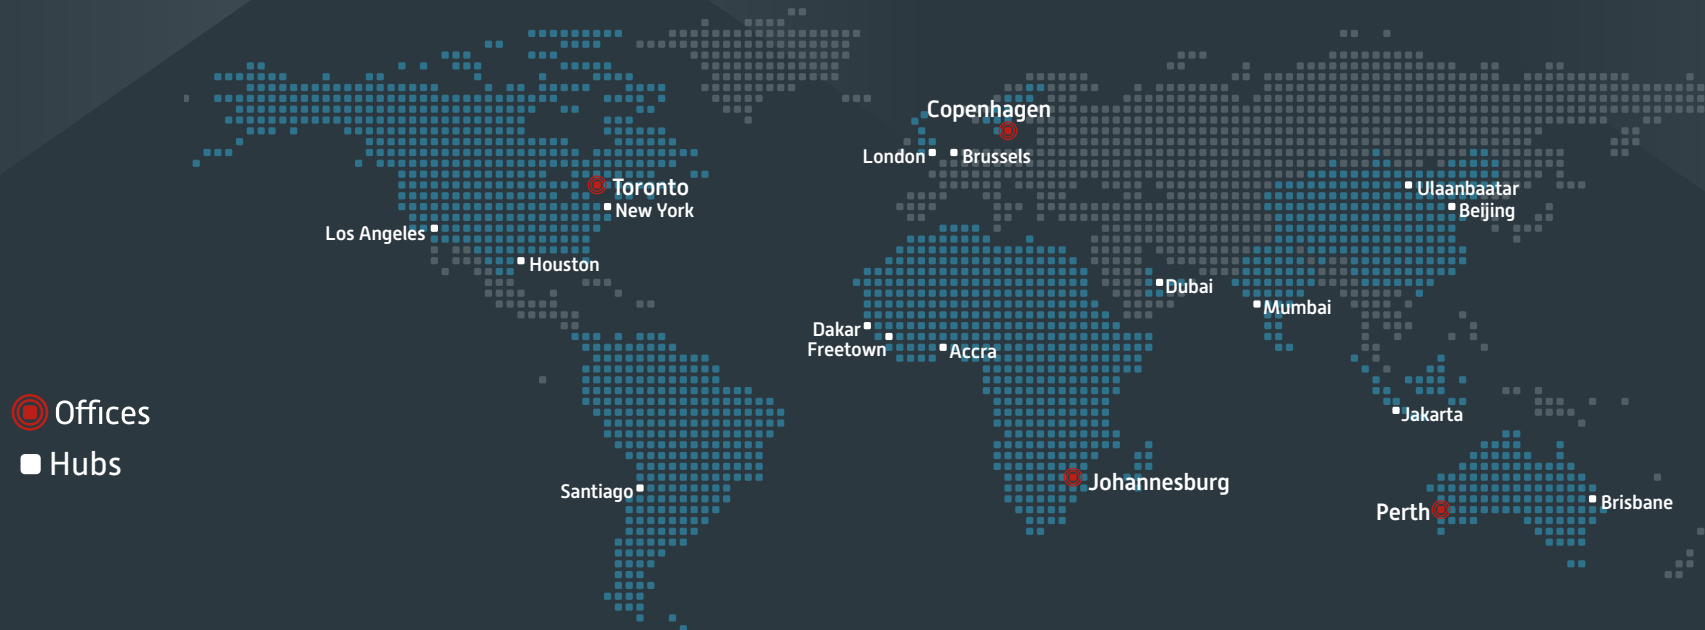 Copenhagen
London
Brussels
Toronto
Ulaanbaatar
New York
Beijing
Los Angeles
Houston
Dubai
Mumbai
Dakar
Freetown
Accra
Offices
Jakarta
Hubs
Johannesburg
Santiago
Perth
Brisbane